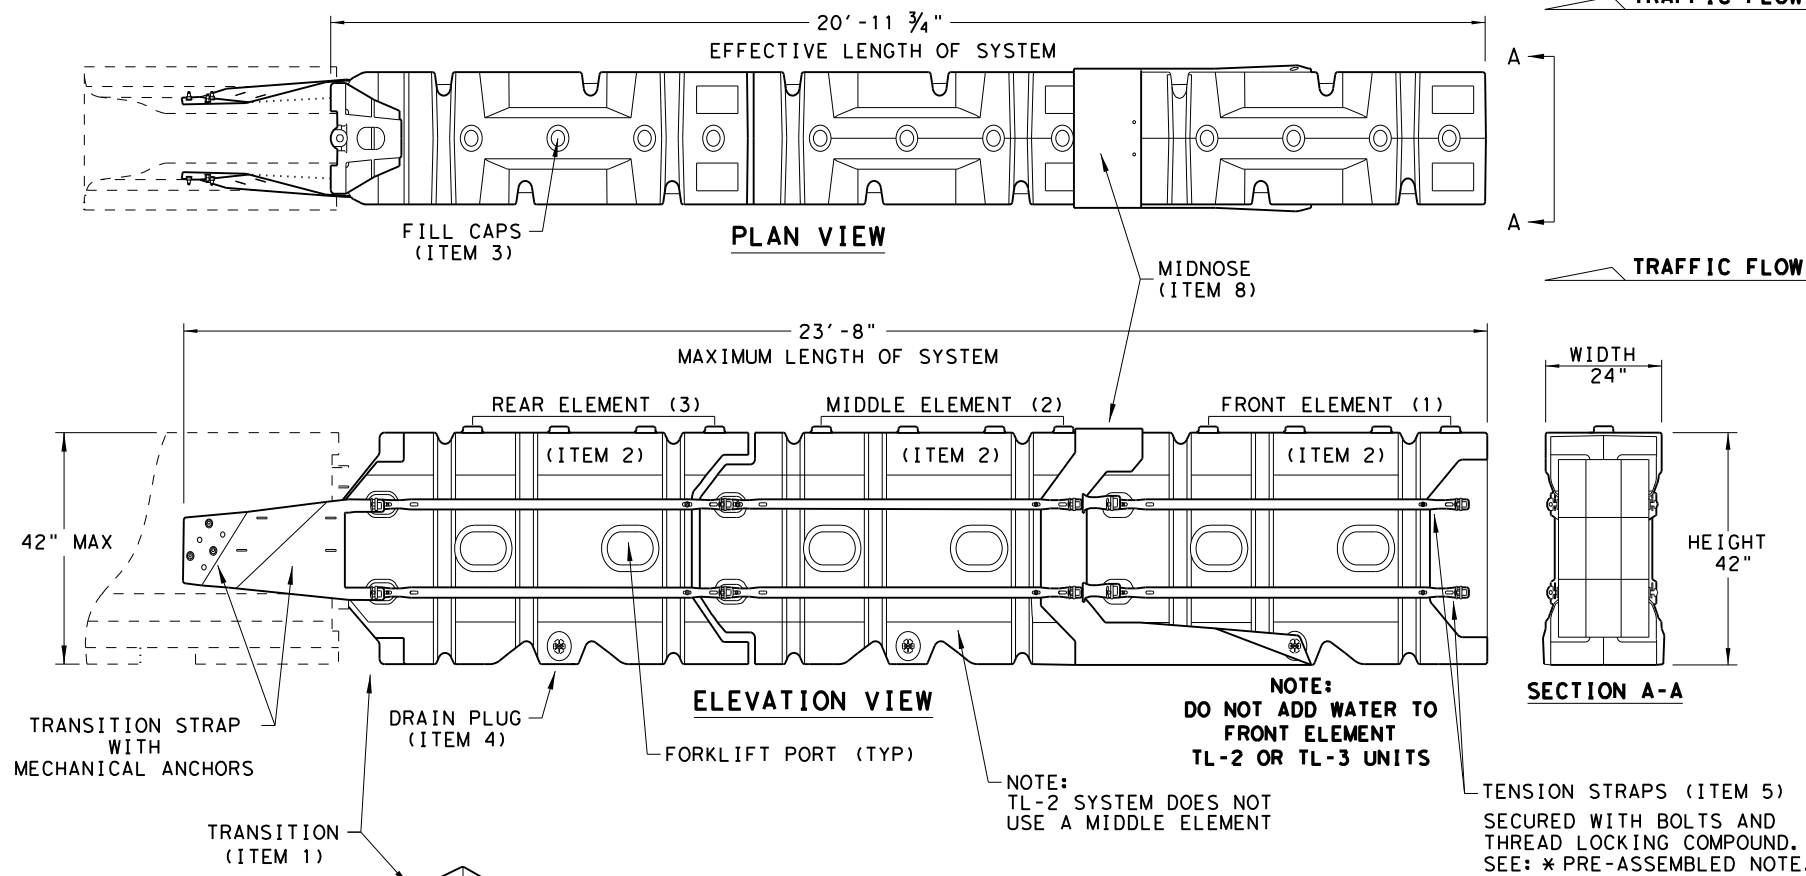 TRAFFIC FLOW
20'-11 ¾"
EFFECTIVE LENGTH OF SYSTEM
A
A
FILL CAPS
(ITEM 3)
PLAN VIEW
MIDNOSE
(ITEM 8)
TRAFFIC FLOW
23'-8"
MAXIMUM LENGTH OF SYSTEM
WIDTH
24"
REAR ELEMENT (3)
MIDDLE ELEMENT (2)
FRONT ELEMENT (1)
(ITEM 2)
(ITEM 2)
(ITEM 2)
42" MAX
HEIGHT
42"
ELEVATION VIEW
SECTION A-A
NOTE:
DO NOT ADD WATER TO
FRONT ELEMENT
TL-2 OR TL-3 UNITS
TRANSITION STRAP
WITH
MECHANICAL ANCHORS
DRAIN PLUG
(ITEM 4)
FORKLIFT PORT (TYP)
NOTE:
TL-2 SYSTEM DOES NOT
USE A MIDDLE ELEMENT
TENSION STRAPS (ITEM 5)
SECURED WITH BOLTS AND
THREAD LOCKING COMPOUND.
SEE: * PRE-ASSEMBLED NOTE.
TRANSITION
(ITEM 1)